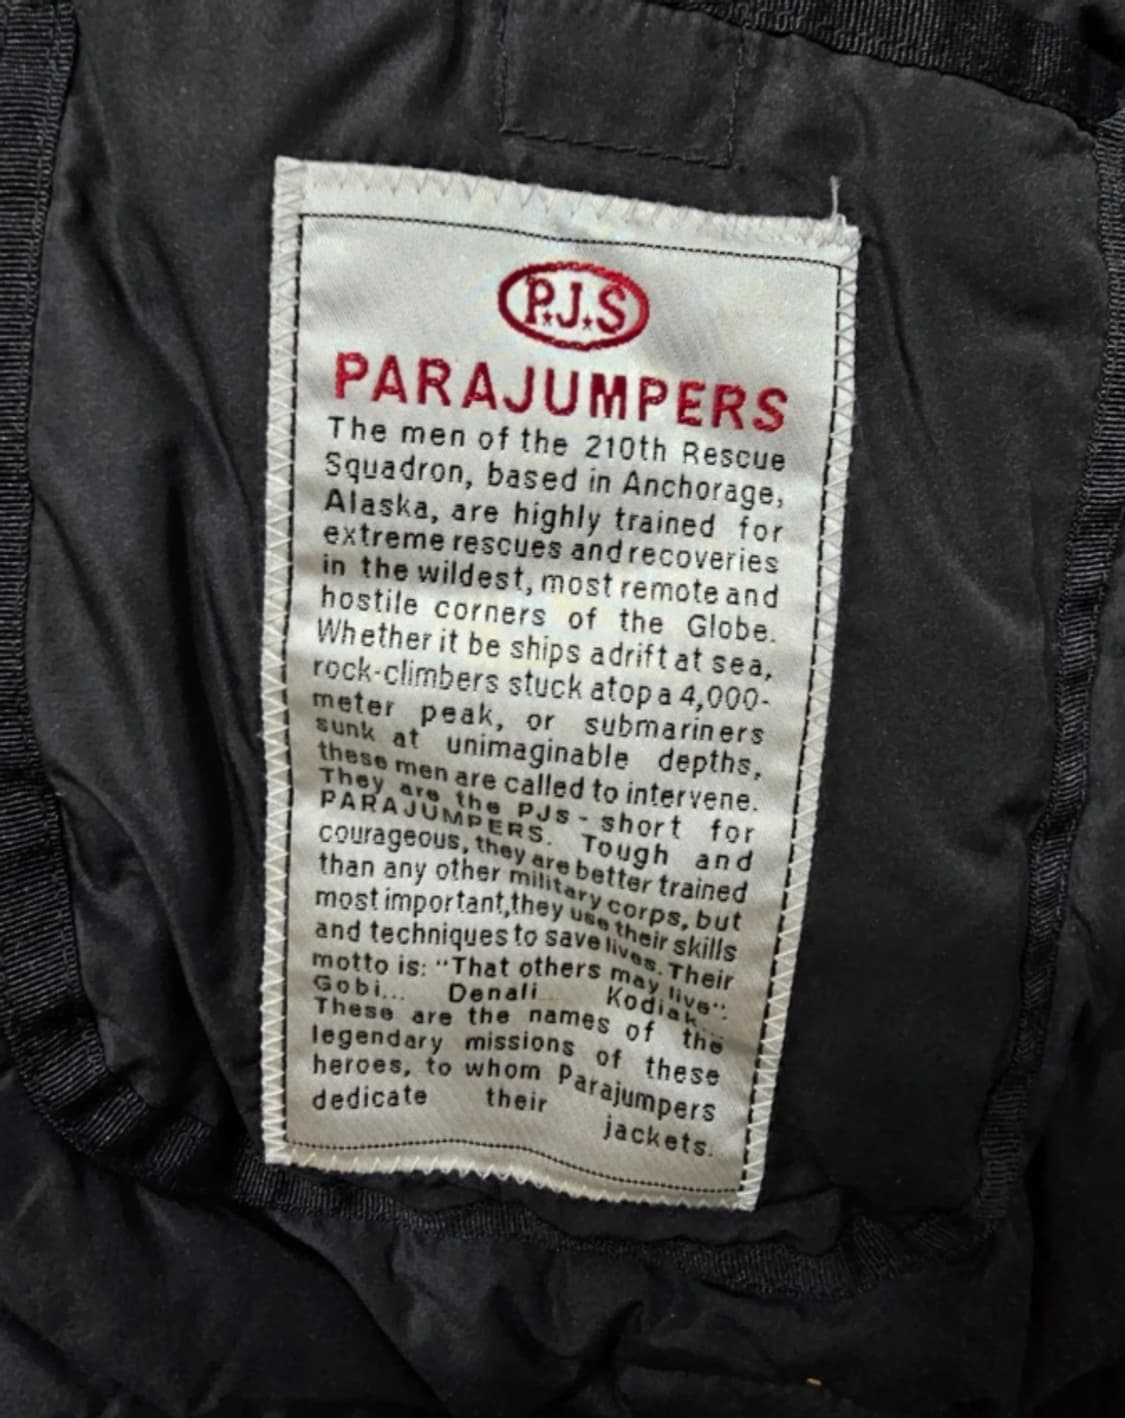 P.J.S
PARAJUMPERS
The men of the 210th Rescue
Squadron, based in Anchorage,
Alaska, are highly trained for
extreme rescues and recoveries
in the wildest, most remote and
hostile corners of the Globe.
Whether it be ships adrift at sea,
rock-climbers stuck atop a 4,000-
meter peak, or submariners
sunk at unimaginable depths,
these men are called to intervene.
They are the PJs - short for
PARAJUMPERS. Tough and
courageous, they are better trained
than any other military corps, but
most important,they use their skills
and techniques to save lives. Their
motto is: "That others may live".
Gobi... Denali... Kodiak...
These are the names of the
legendary missions of these
heroes, to whom Parajumpers
dedicate their jackets.